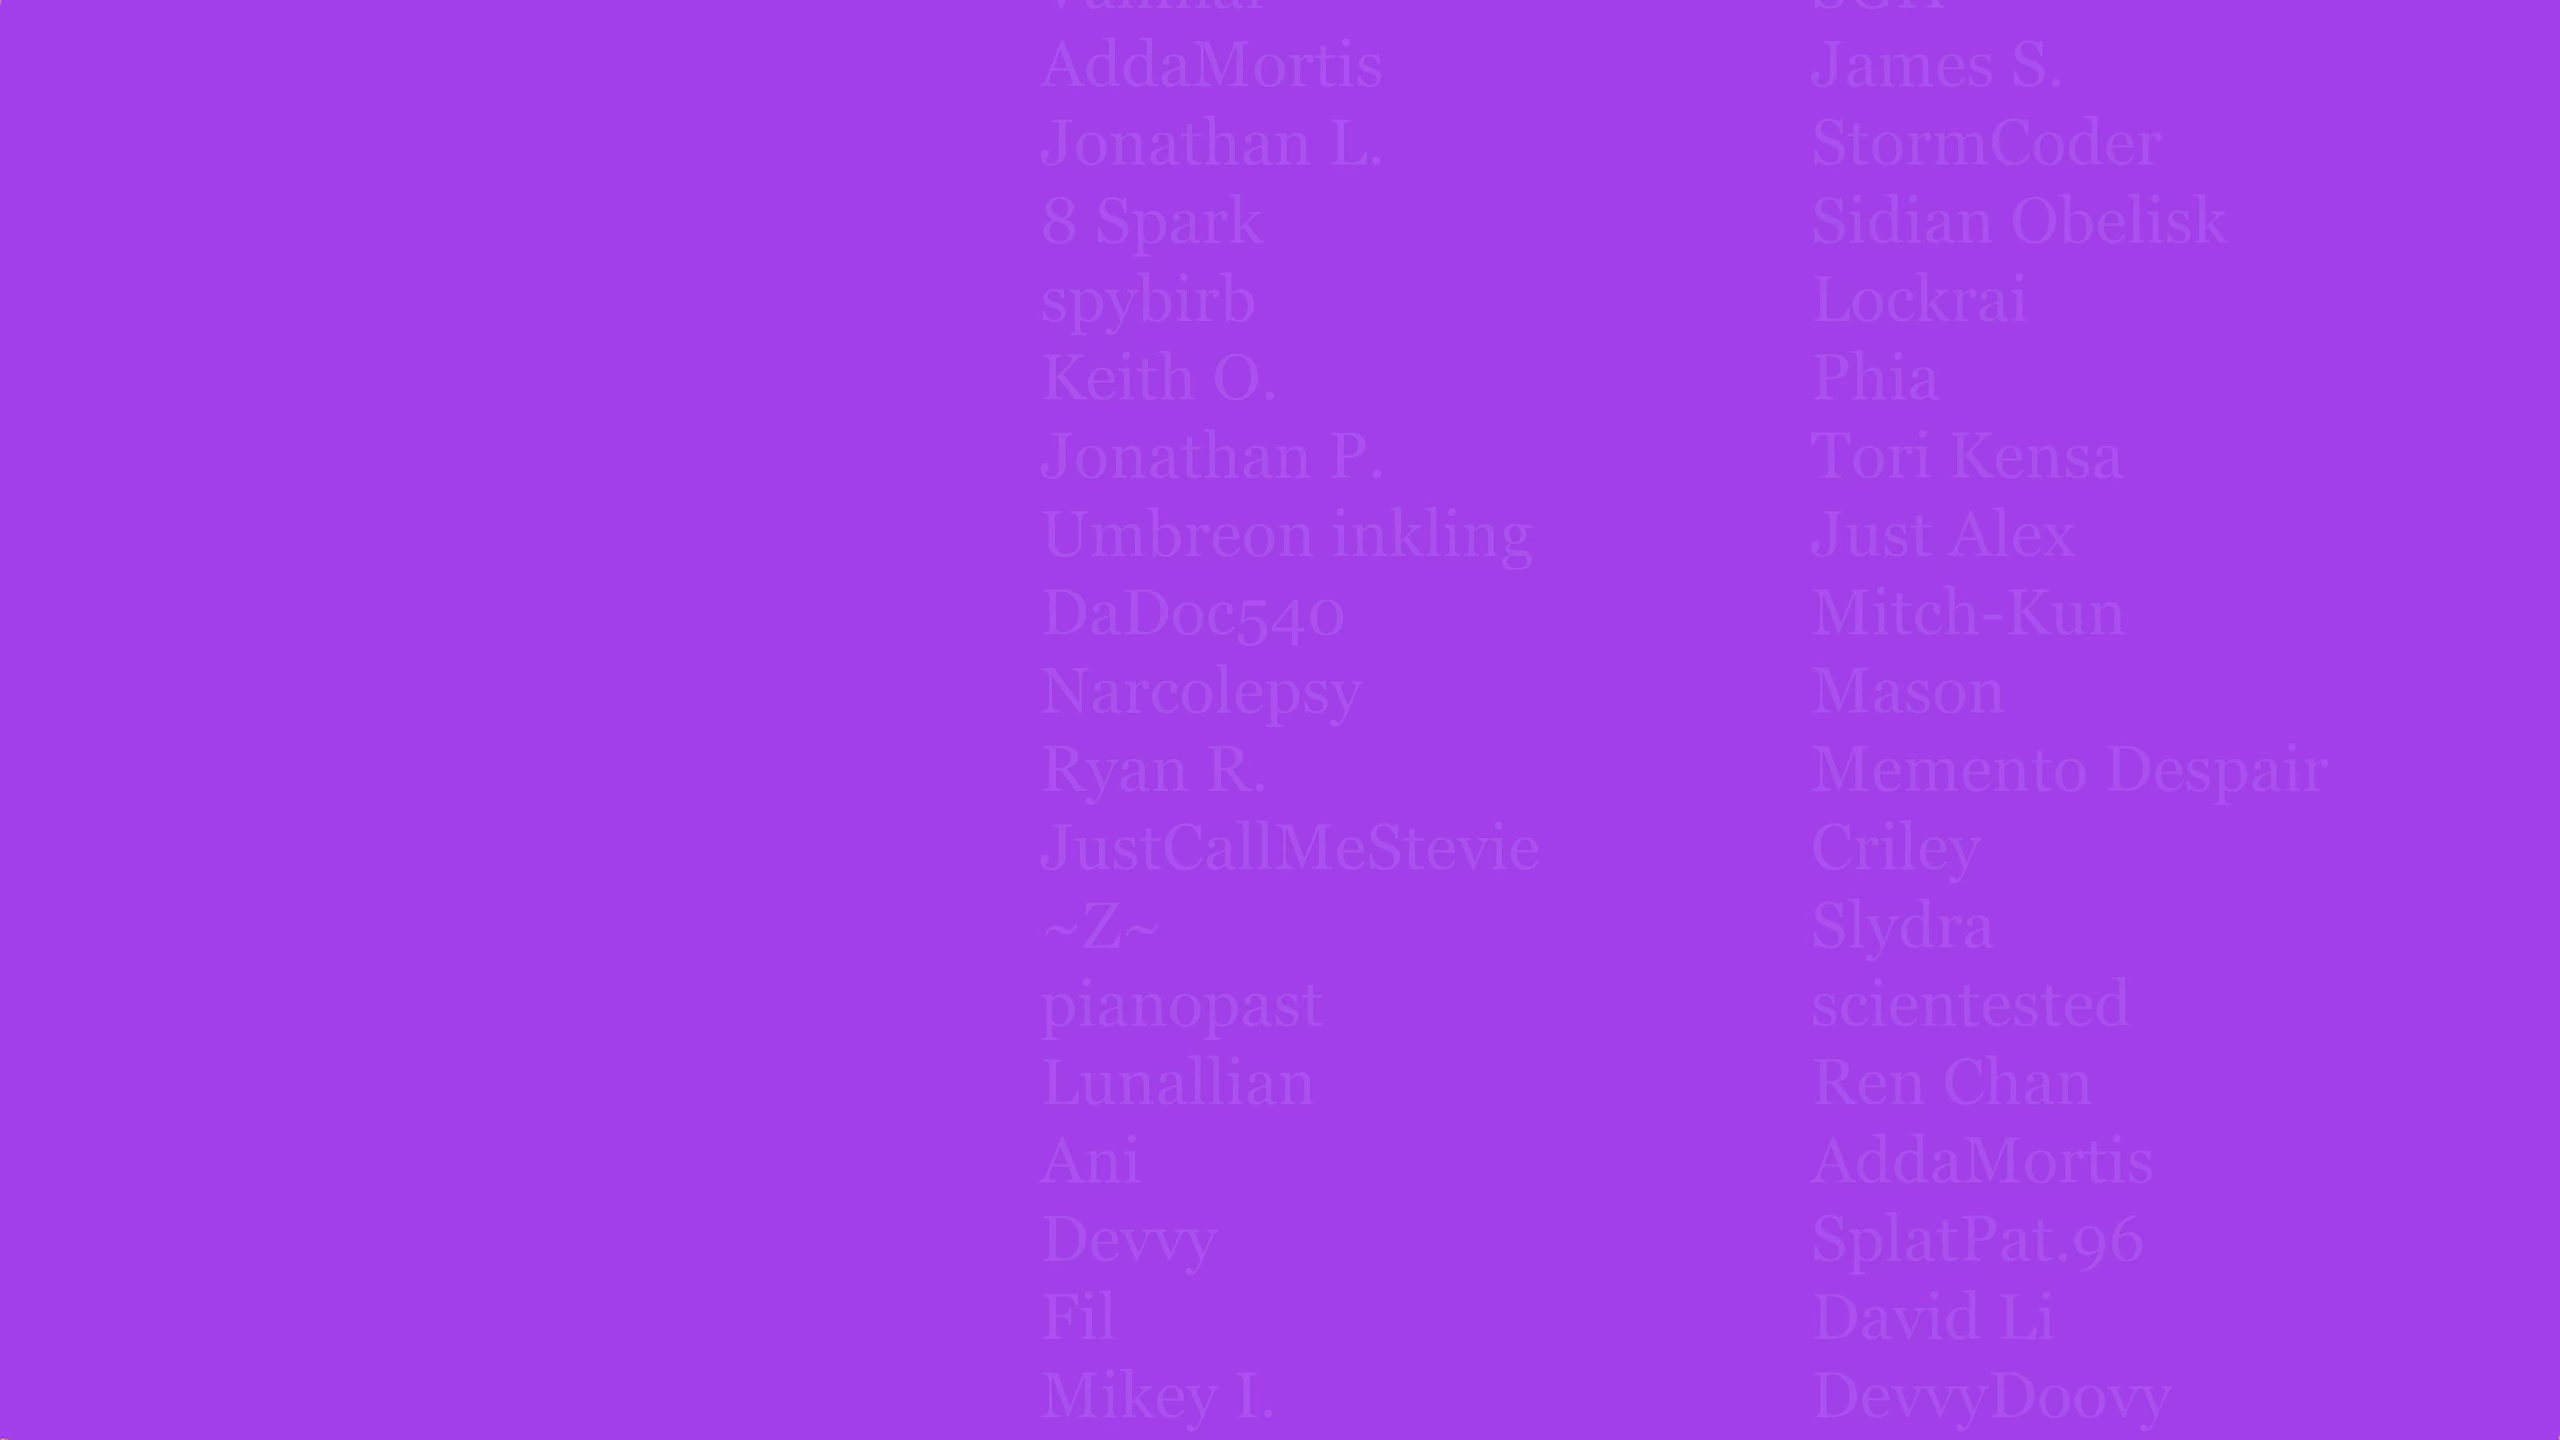 AddaMortis
Jonathan L.
8 Spark
spybirb
Keith O.
Jonathan P.
Umbreon inkling
DaDoc540
Narcolepsy
Ryan R.
JustCallMeStevie
~Z~
pianopast
Lunallian
Ani
Devvy
Fil
Mikey I.
James S.
StormCoder
Sidian Obelisk
Lockrai
Phia
Tori Kensa
Just Alex
Mitch-Kun
Mason
Memento Despair
Criley
Slydra
scientested
Ren Chan
AddaMortis
SplatPat.96
David Li
DevvyDoovy